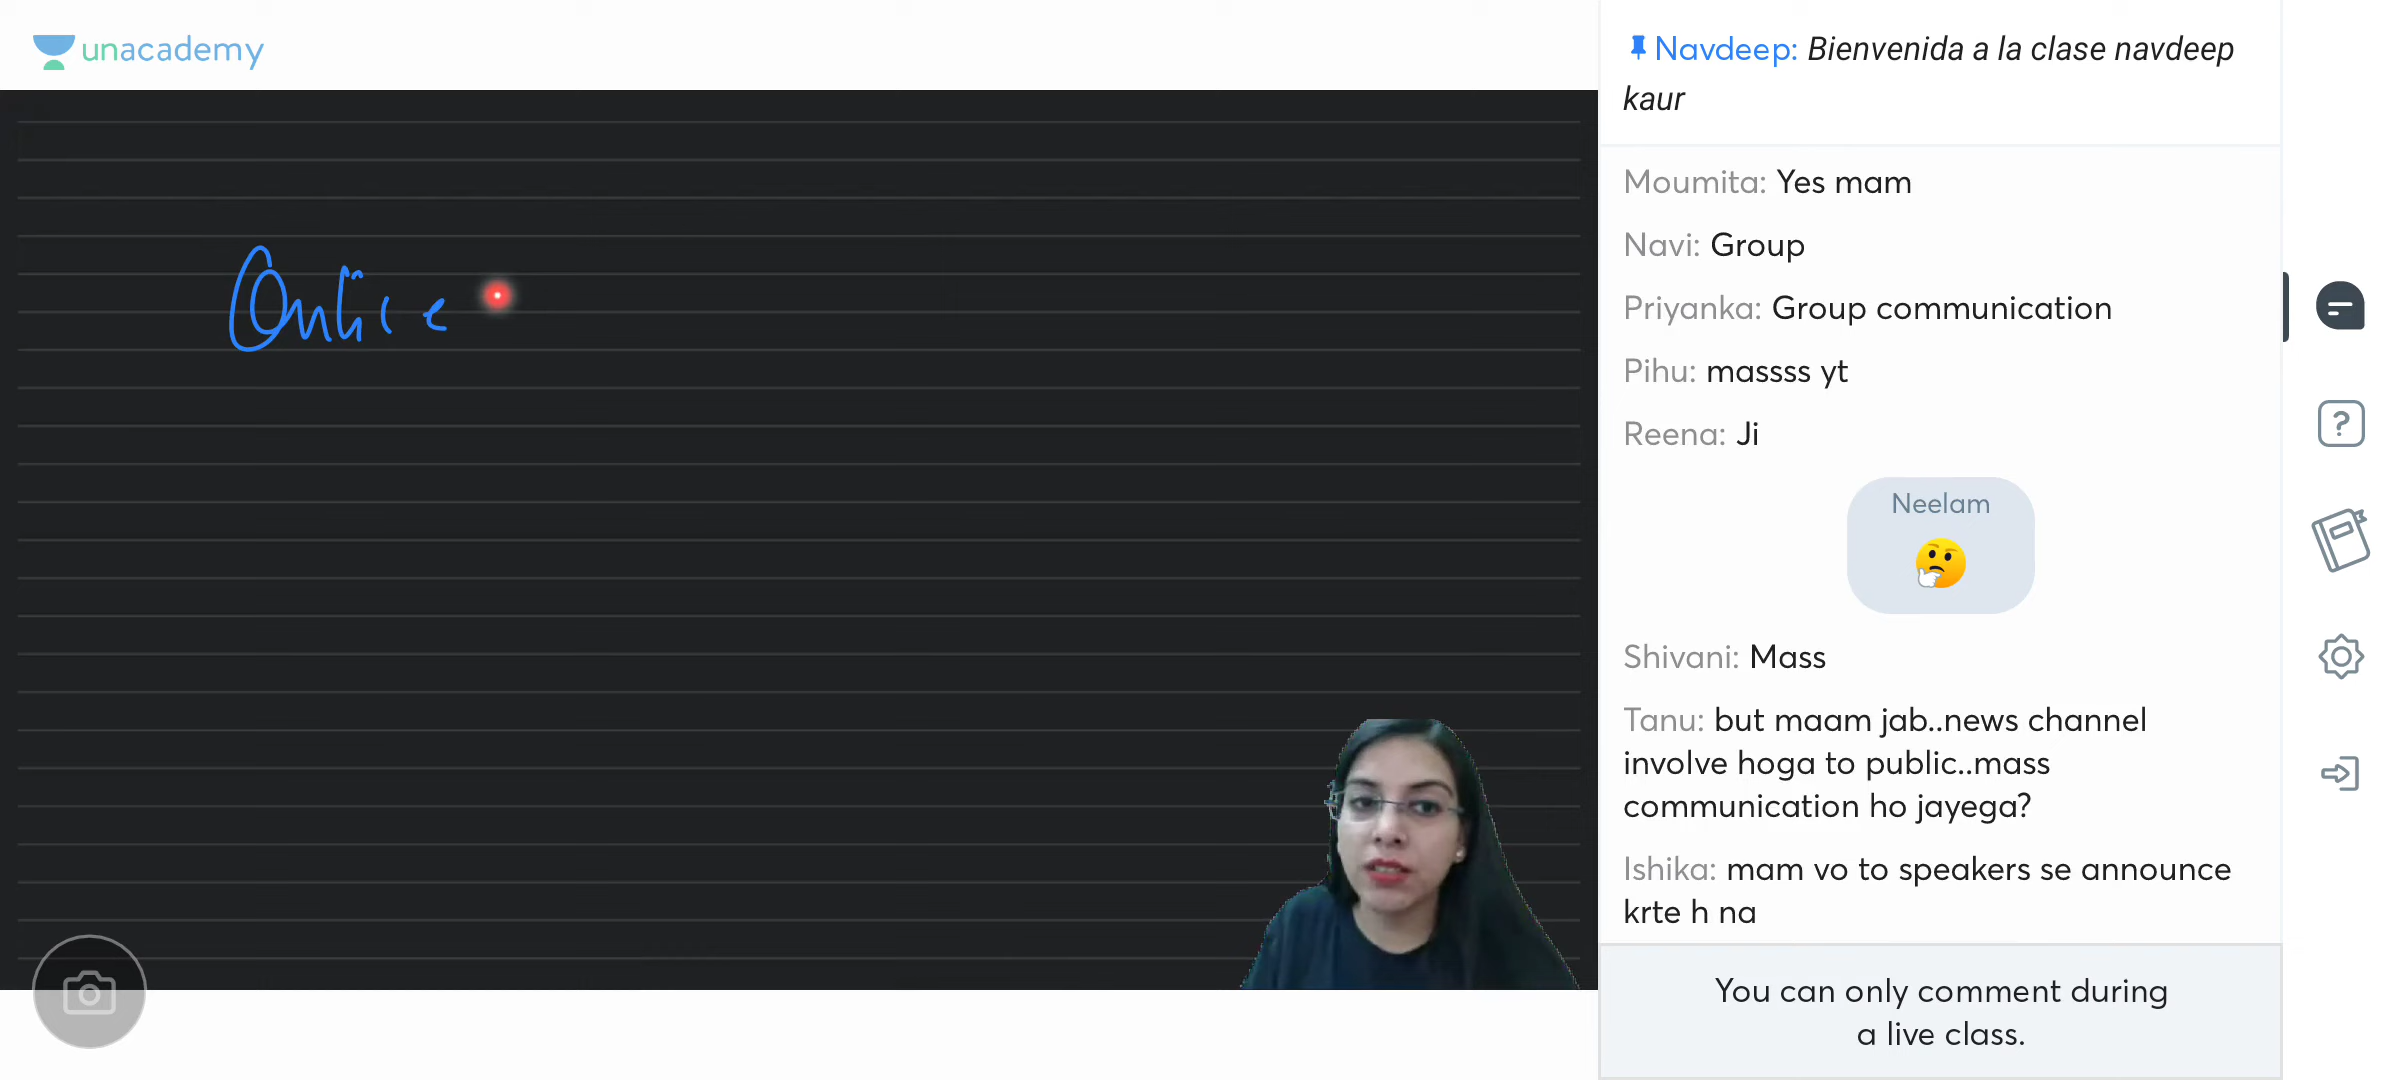 unacademy
Online
Navdeep: Bienvenida a la clase navdeep
kaur
Moumita: Yes mam
Navi: Group
Priyanka: Group communication
Pihu: massss yt
Reena: Ji
Neelam
🤔
Shivani: Mass
Tanu: but maam jab..news channel
involve hoga to public..mass
communication ho jayega?
Ishika: mam vo to speakers se announce
krte h na
You can only comment during
a live class.
?